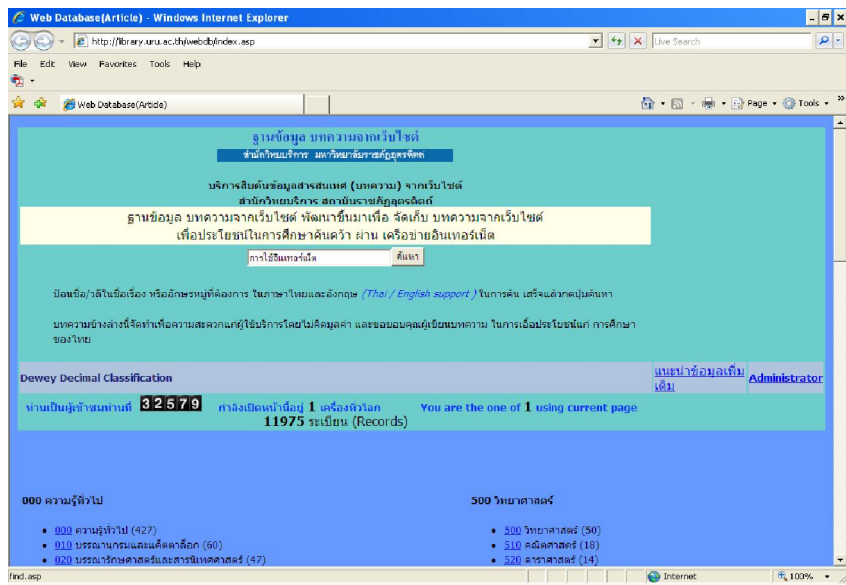 Web Database(Article) - Windows Internet Explorer
http://library.uru.ac.th/webdb/index.asp
Live Search
File Edit View Favorites Tools Help
Web Database(Article)
Page Tools
ฐานข้อมูล บทความจากเว็บไซต์
สำนักวิทยบริการ มหาวิทยาลัยราชภัฏอุตรดิตถ์
บริการสืบค้นข้อมูลสารสนเทศ (บทความ) จากเว็บไซต์
สำนักวิทยบริการ สถาบันราชภัฏอุตรดิตถ์
ฐานข้อมูล บทความจากเว็บไซต์ พัฒนาขึ้นมาเพื่อ จัดเก็บ บทความจากเว็บไซต์
เพื่อประโยชน์ในการศึกษาค้นคว้า ผ่าน เครือข่ายอินเทอร์เน็ต
การใช้อินเทอร์เน็ต ค้นหา
ป้อนชื่อ/วลีในชื่อเรื่อง หรืออักษรหมู่ที่ต้องการ ในภาษาไทยและอังกฤษ (Thai / English support ) ในการค้น เสร็จแล้วกดปุ่มค้นหา
บทความข้างล่างนี้จัดทำเพื่อความสะดวกแก่ผู้ใช้บริการโดยไม่คิดมูลค่า และขอขอบคุณผู้เขียนบทความ ในการเอื้อประโยชน์แก่ การศึกษา
ของไทย
Dewey Decimal Classification
แนะนำข้อมูลเพิ่ม
เติม
Administrator
ท่านเป็นผู้เข้าชมท่านที่ 32579 กำลังเปิดหน้านี้อยู่ 1 เครื่องทั่วโลก You are the one of 1 using current page
11975 ระเบียน (Records)
000 ความรู้ทั่วไป
000 ความรู้ทั่วไป (427)
010 บรรณานุกรมและแค็ตตาล็อก (60)
020 บรรณารักษศาสตร์และสารนิเทศศาสตร์ (47)
500 วิทยาศาสตร์
500 วิทยาศาสตร์ (50)
510 คณิตศาสตร์ (18)
520 ดาราศาสตร์ (14)
find.asp
Internet
100%